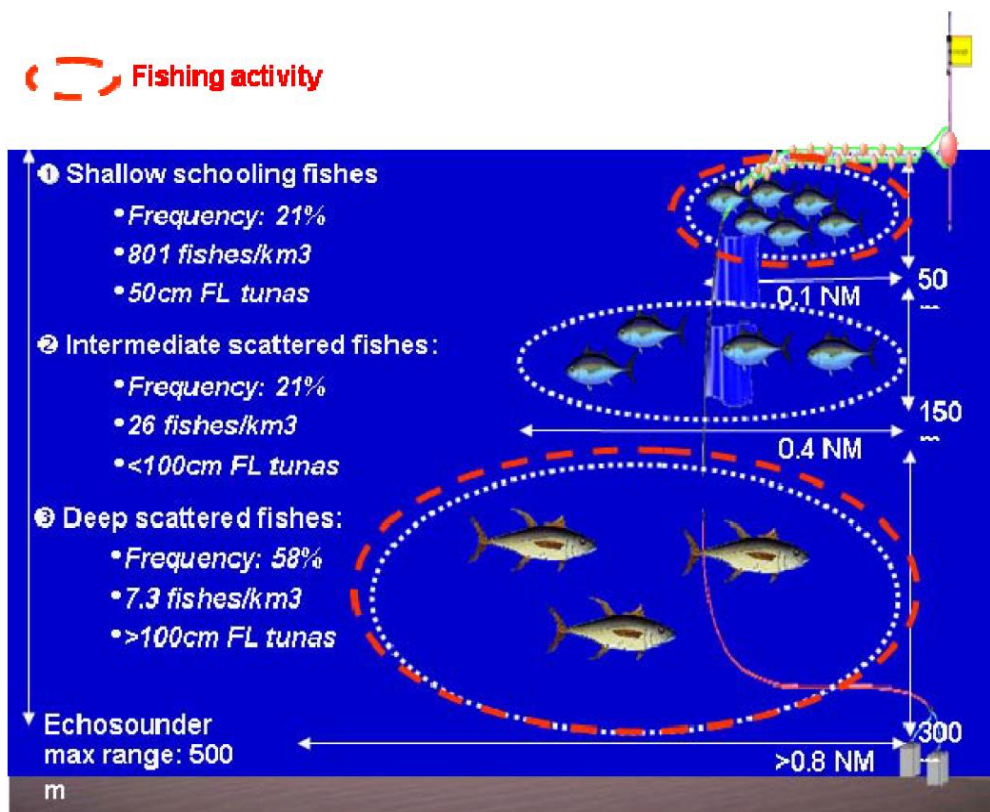 Fishing activity
❶ Shallow schooling fishes
•Frequency: 21%
•801 fishes/km3
•50cm FL tunas
50
m
0.1 NM
❷ Intermediate scattered fishes:
•Frequency: 21%
•26 fishes/km3
•<100cm FL tunas
150
m
0.4 NM
❸ Deep scattered fishes:
•Frequency: 58%
•7.3 fishes/km3
•>100cm FL tunas
Echosounder
max range: 500
m
300
>0.8 NM